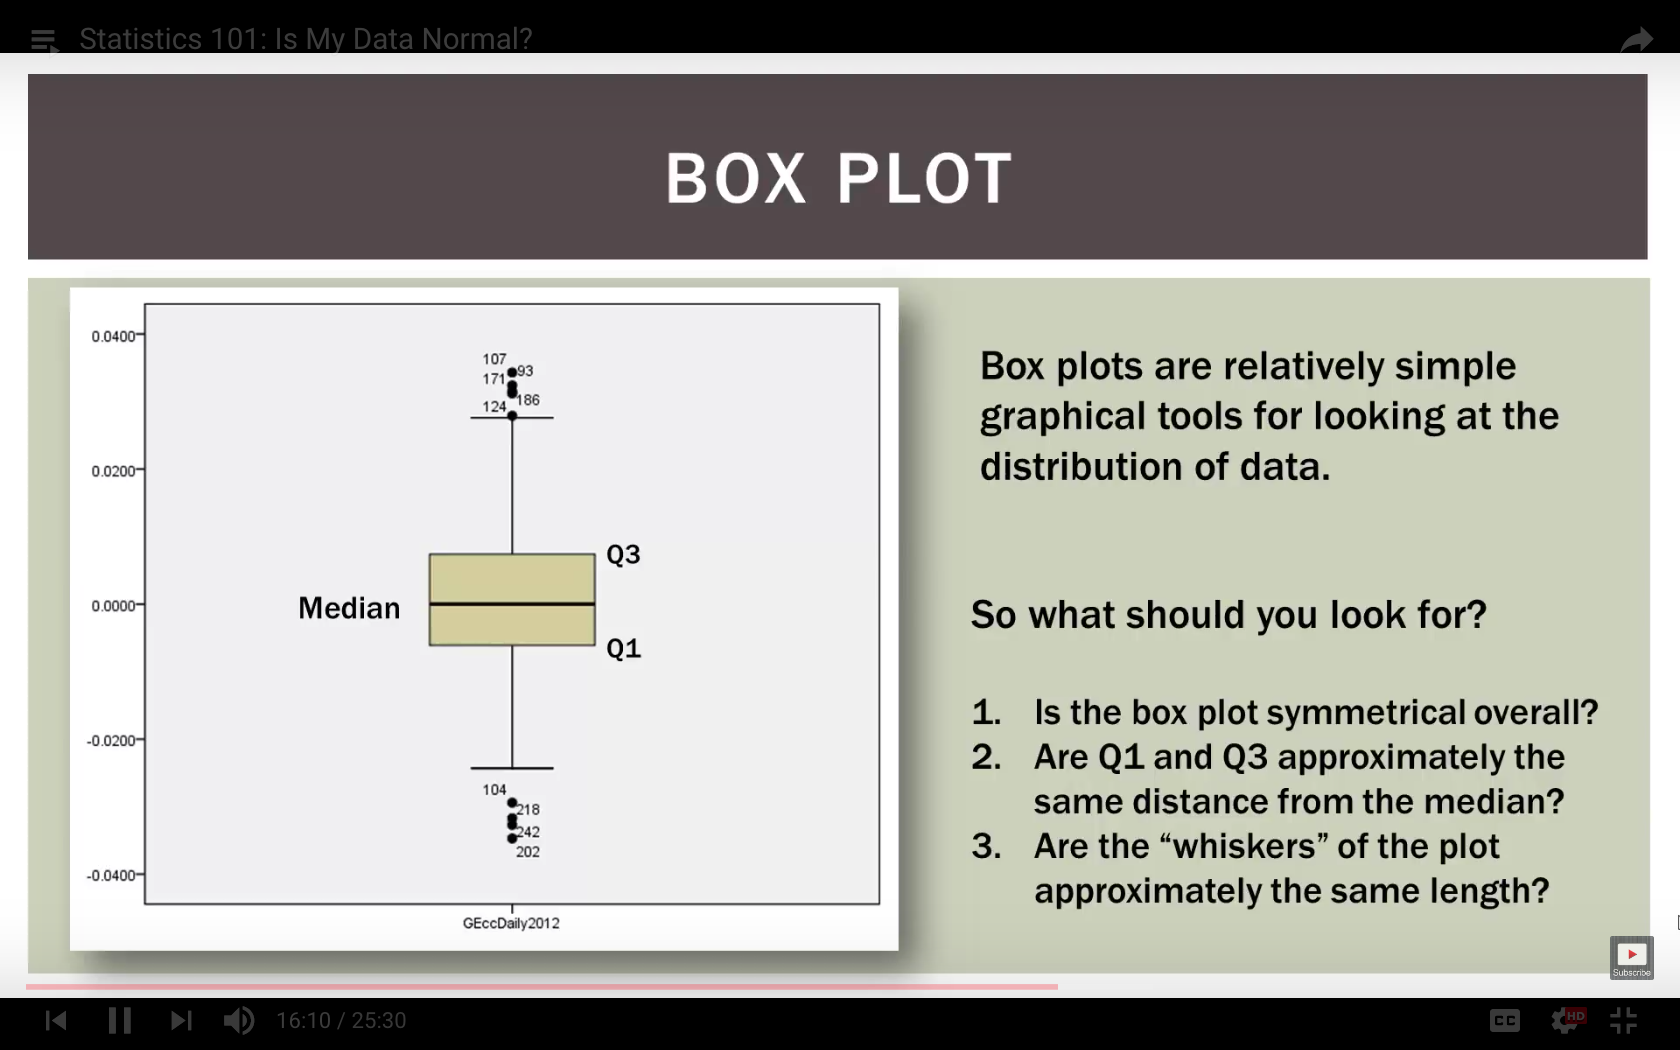 Statistics 101: Is My Data Normal?
BOX PLOT
0.0400
0.0200
0.0000
-0.0200
-0.0400
107
93
171
186
124
Q3
Median
Q1
104
218
242
202
GEccDaily2012
Box plots are relatively simple
graphical tools for looking at the
distribution of data.
So what should you look for?
1. Is the box plot symmetrical overall?
2. Are Q1 and Q3 approximately the
same distance from the median?
3. Are the “whiskers” of the plot
approximately the same length?
Subscribe
16:10 / 25:30
CC
HD